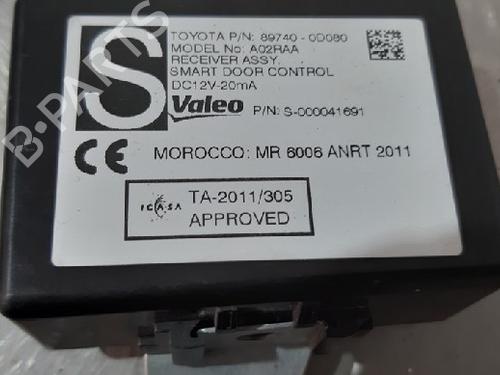 S
TOYOTA P/N: 89740 - 0D080
MODEL No: A02RAA
RECEIVER ASSY.
SMART DOOR CONTROL
DC12V-20mA
Valeo P/N: S-000041691
CE MOROCCO: MR 6006 ANRT 2011
ICASA TA-2011/305
APPROVED
B-PARTS